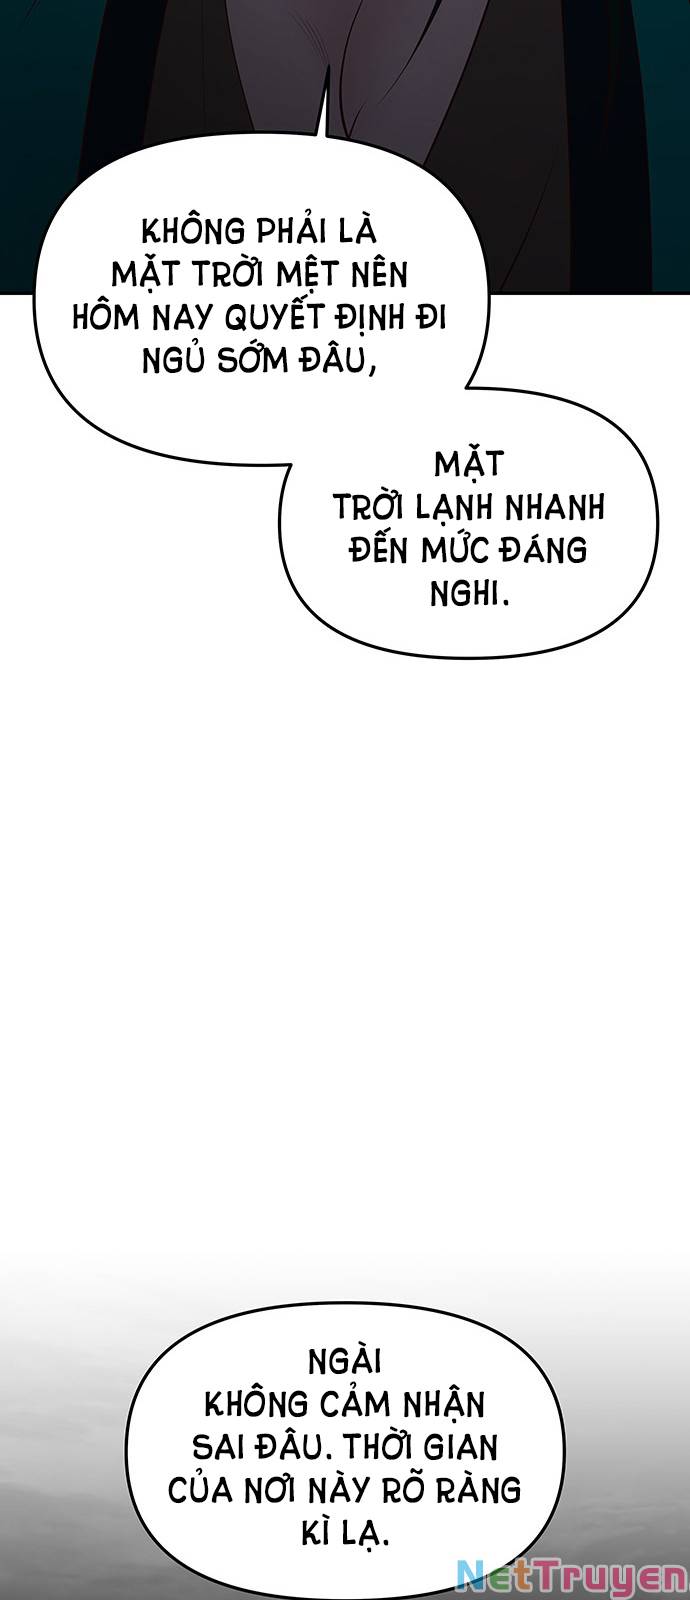 KHÔNG PHẢI LÀ
MẶT TRỜI MỆT NÊN
HÔM NAY QUYẾT ĐỊNH ĐI
NGỦ SỚM ĐÂU,
MẶT
TRỜI LẠNH NHANH
ĐẾN MỨC ĐÁNG
NGHI.
NGÀI
KHÔNG CẢM NHẬN
SAI ĐÂU. THỜI GIAN
CỦA NƠI NÀY RÕ RÀNG
KÌ LẠ.
NetTruyen